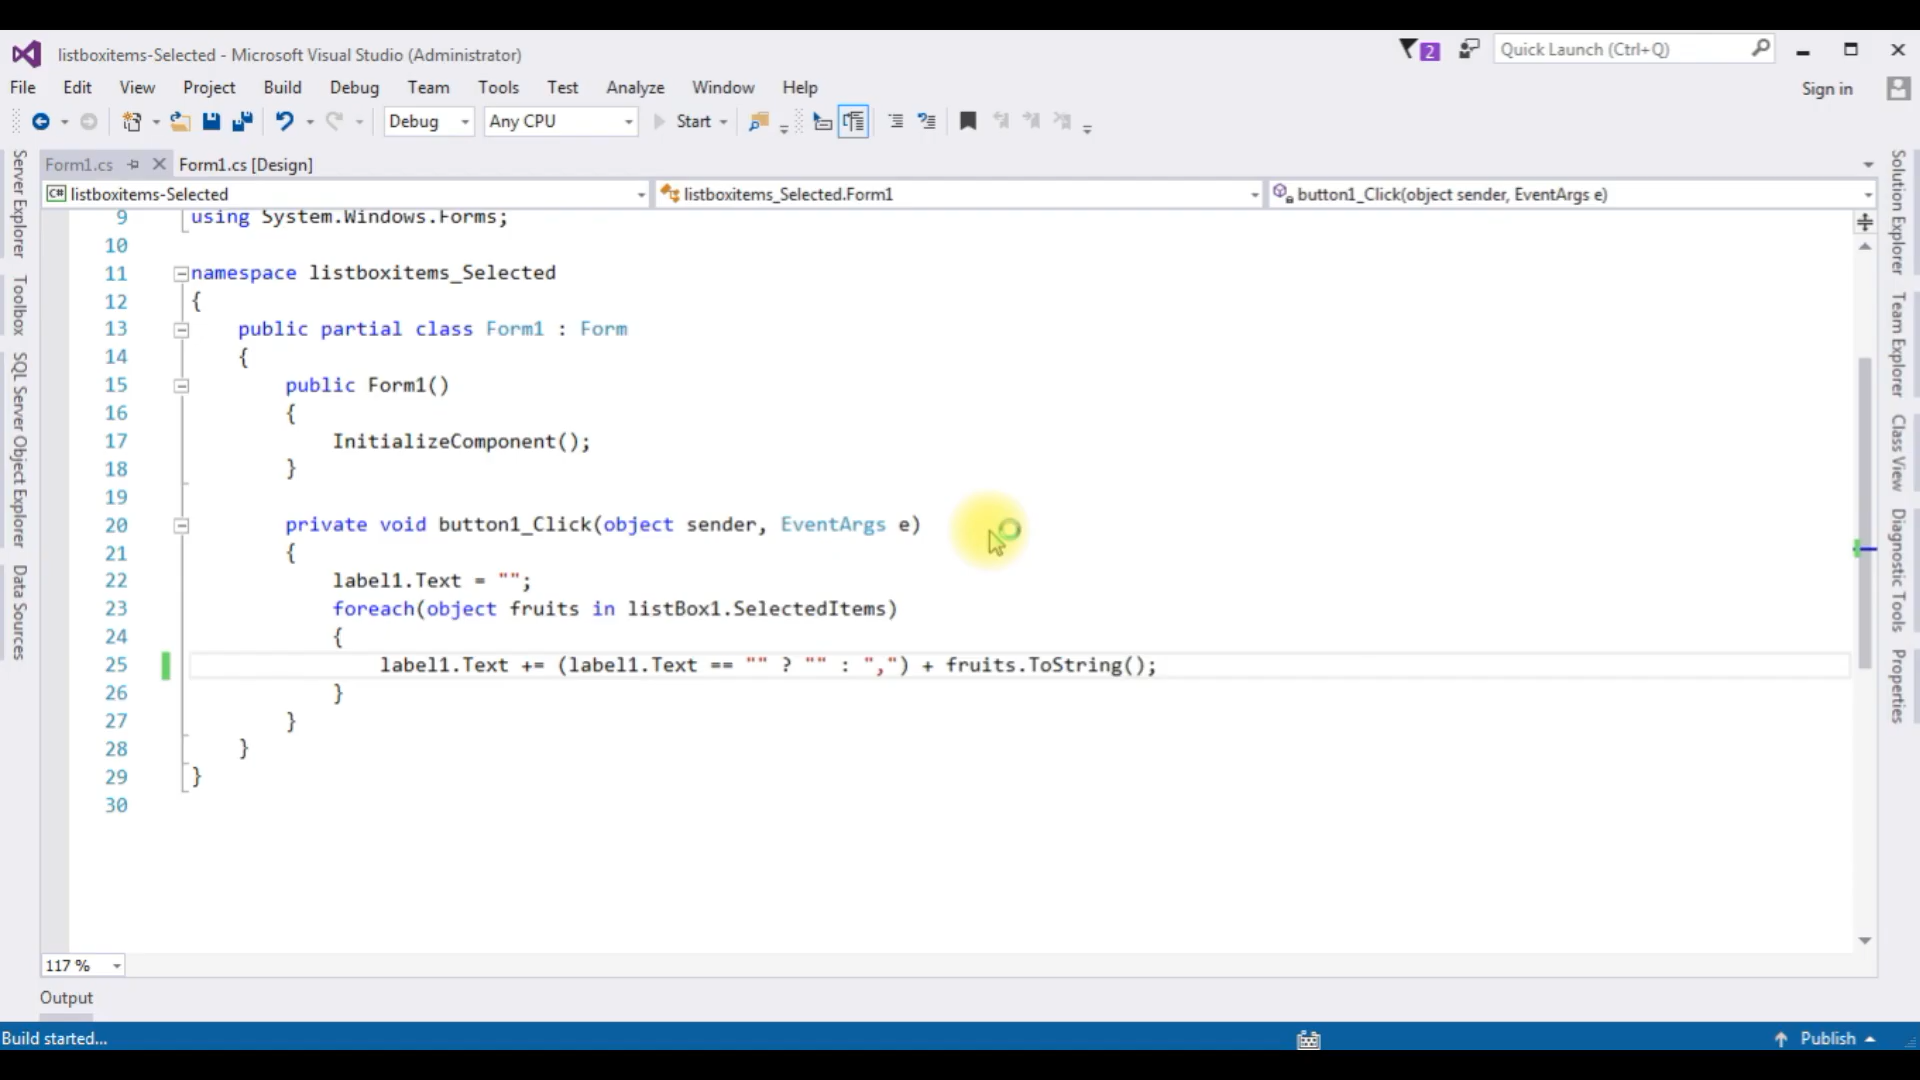 listboxitems-Selected - Microsoft Visual Studio (Administrator)
2
Quick Launch (Ctrl+Q)
File Edit View Project Build Debug Team Tools Test Analyze Window Help
Sign in
Debug Any CPU Start
Form1.cs Form1.cs [Design]
C# listboxitems-Selected listboxitems_Selected.Form1 button1_Click(object sender, EventArgs e)
Server Explorer
Toolbox
SQL Server Object Explorer
Data Sources
9 using System.Windows.Forms;
10
11 namespace listboxitems_Selected
12 {
13 public partial class Form1 : Form
14 {
15 public Form1()
16 {
17 InitializeComponent();
18 }
19
20 private void button1_Click(object sender, EventArgs e)
21 {
22 label1.Text = "";
23 foreach(object fruits in listBox1.SelectedItems)
24 {
25 label1.Text += (label1.Text == "" ? "" : ",") + fruits.ToString();
26 }
27 }
28 }
29 }
30
Solution Explorer
Team Explorer
Class View
Diagnostic Tools
Properties
117 %
Output
Build started...
Publish